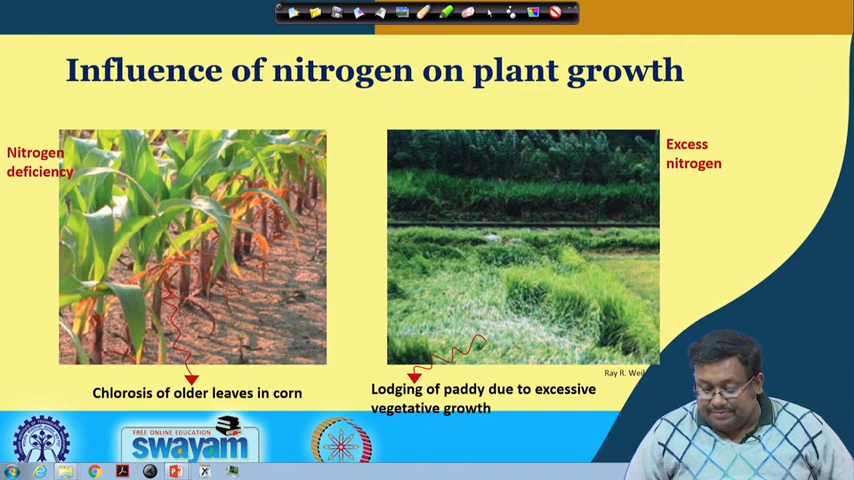 Influence of nitrogen on plant growth
Nitrogen
deficiency
Excess
nitrogen
Ray R.
Chlorosis of older leaves in corn
Lodging of paddy due to excessive
vegetative growth
FREE ONLINE EDUCATION
swayam